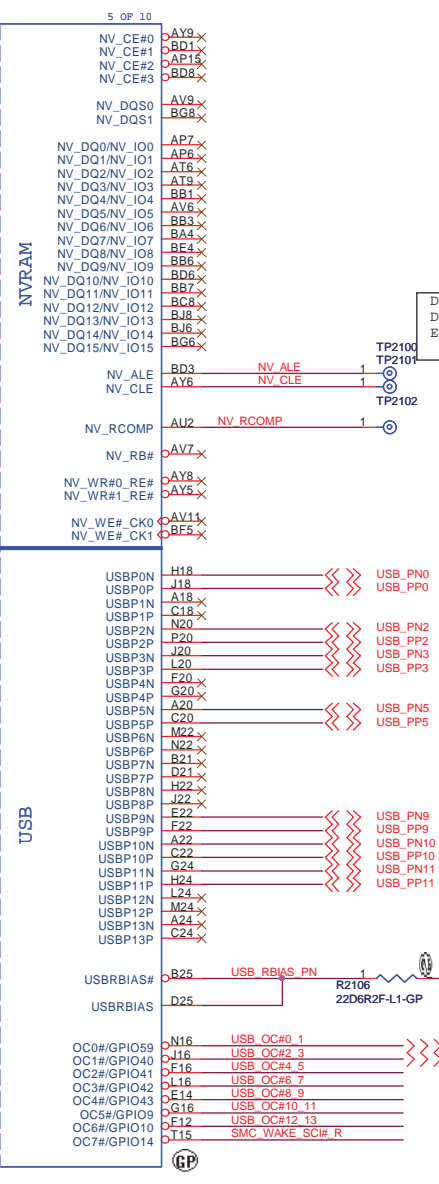 5 OF 10
NV_CE#0 AY9
NV_CE#1 BD1
NV_CE#2 AP15
NV_CE#3 BD8
NV_DQS0 AV9
NV_DQS1 BG8
NV_DQ0/NV_IO0 AP7
NV_DQ1/NV_IO1 AP6
NV_DQ2/NV_IO2 AT6
NV_DQ3/NV_IO3 AT9
NV_DQ4/NV_IO4 BB1
NV_DQ5/NV_IO5 AV6
NV_DQ6/NV_IO6 BB3
NV_DQ7/NV_IO7 BA4
NV_DQ8/NV_IO8 BE4
NV_DQ9/NV_IO9 BB6
NV_DQ10/NV_IO10 BD6
NV_DQ11/NV_IO11 BB7
NV_DQ12/NV_IO12 BC8
NV_DQ13/NV_IO13 BJ8
NV_DQ14/NV_IO14 BJ6
NV_DQ15/NV_IO15 BG6
NVRAM
D
D
E
TP2100
TP2101
NV_ALE BD3 NV_ALE 1
NV_CLE AY6 NV_CLE 1
TP2102
NV_RCOMP AU2 NV_RCOMP 1
NV_RB# AV7
NV_WR#0_RE# AY8
NV_WR#1_RE# AY5
NV_WE#_CK0 AV11
NV_WE#_CK1 BF5
USBP0N H18 USB_PN0
USBP0P J18 USB_PP0
USBP1N A18
USBP1P C18
USBP2N N20 USB_PN2
USBP2P P20 USB_PP2
USBP3N J20 USB_PN3
USBP3P L20 USB_PP3
USBP4N F20
USBP4P G20
USBP5N A20 USB_PN5
USBP5P C20 USB_PP5
USBP6N M22
USBP6P N22
USBP7N B21
USBP7P D21
USBP8N H22
USBP8P J22
USBP9N E22 USB_PN9
USBP9P F22 USB_PP9
USBP10N A22 USB_PN10
USBP10P C22 USB_PP10
USBP11N G24 USB_PN11
USBP11P H24 USB_PP11
USBP12N L24
USBP12P M24
USBP13N A24
USBP13P C24
USB
USBRBIAS# B25 USB_RBIAS_PN 1
R2106
22D6R2F-L1-GP
USBRBIAS D25
OC0#/GPIO59 N16 USB_OC#0_1
OC1#/GPIO40 J16 USB_OC#2_3
OC2#/GPIO41 F16 USB_OC#4_5
OC3#/GPIO42 L16 USB_OC#6_7
OC4#/GPIO43 E14 USB_OC#8_9
OC5#/GPIO9 G16 USB_OC#10_11
OC6#/GPIO10 F12 USB_OC#12_13
OC7#/GPIO14 T15 SMC_WAKE_SCI#_R
GP